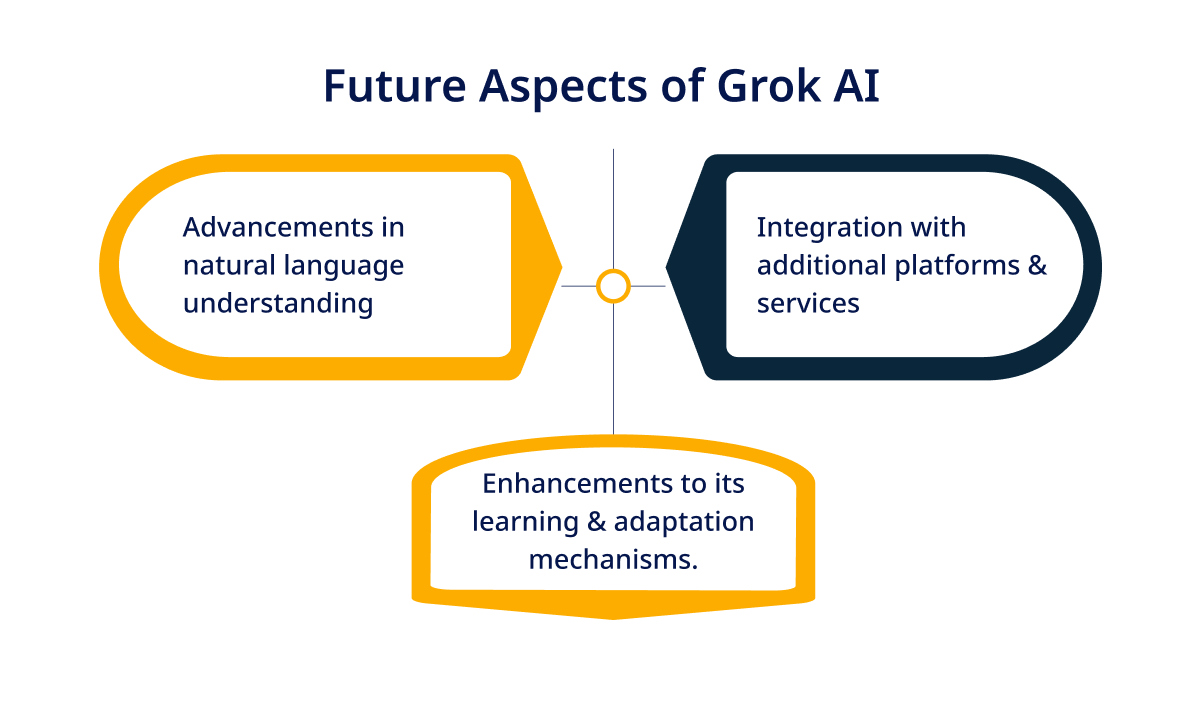 Future Aspects of Grok AI
Advancements in
natural language
understanding
Integration with
additional platforms &
services
Enhancements to its
learning & adaptation
mechanisms.